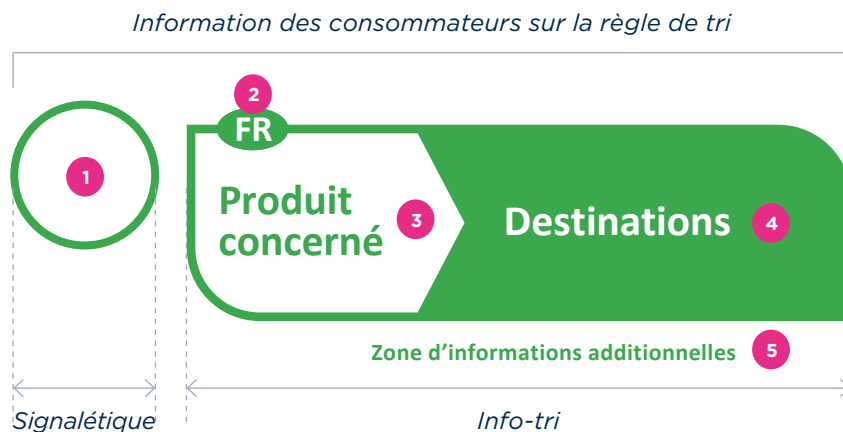 Information des consommateurs sur la règle de tri
2
FR
1
Produit
concerné
3
Destinations
4
Zone d'informations additionnelles
5
Signalétique
Info-tri